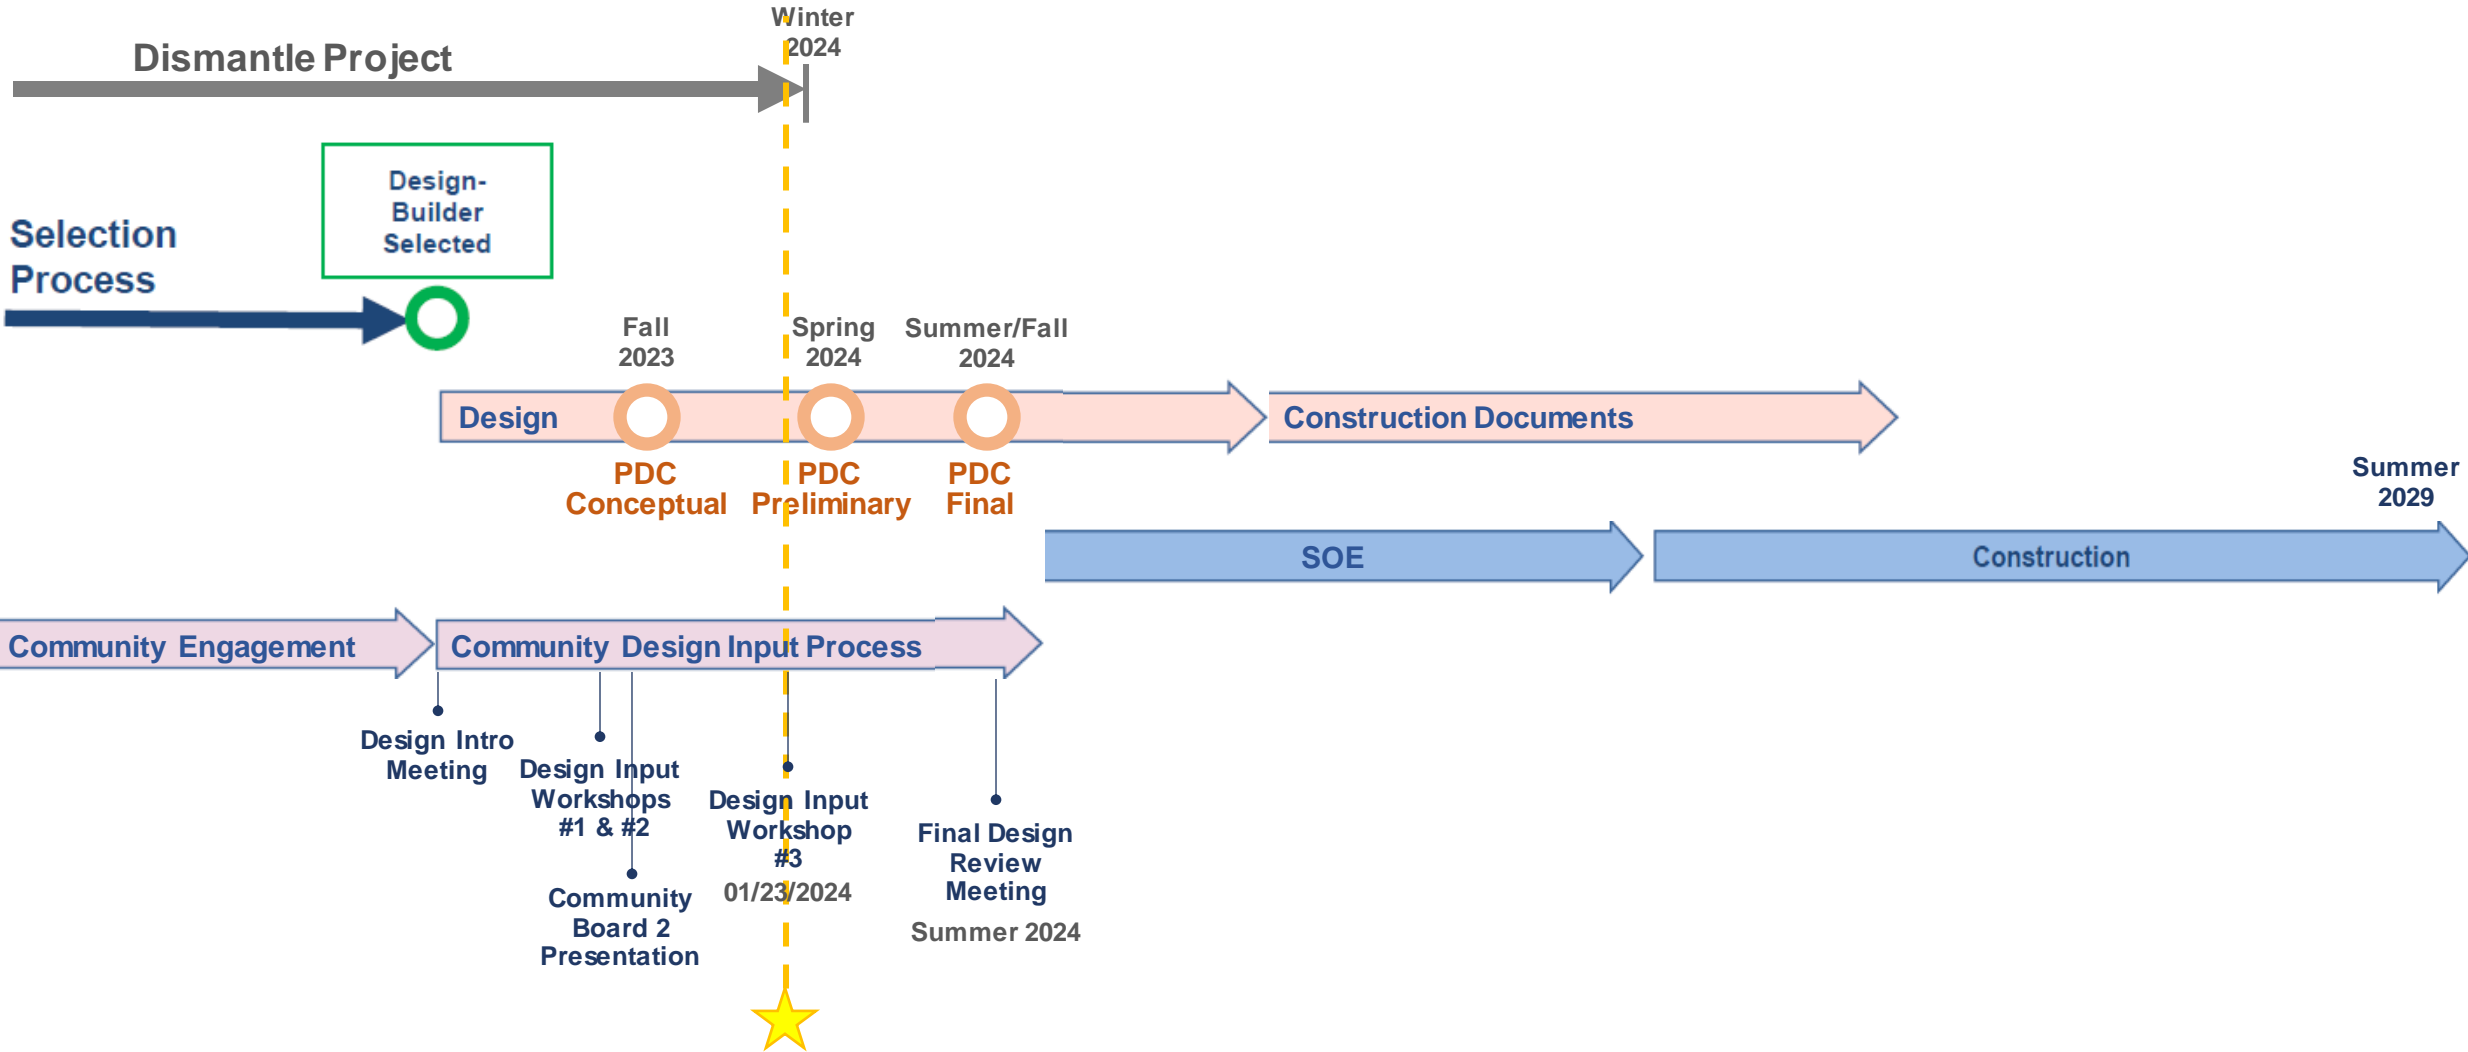 Winter
2024
Dismantle Project
Design-
Builder
Selected
Selection
Process
Fall
2023
Spring
2024
Summer/Fall
2024
Design
Construction Documents
PDC
Conceptual
PDC
Preliminary
PDC
Final
Summer
2029
SOE
Construction
Community Engagement
Community Design Input Process
Design Intro
Meeting
Design Input
Workshops
#1 & #2
Community
Board 2
Presentation
Design Input
Workshop
#3
01/23/2024
Final Design
Review
Meeting
Summer 2024